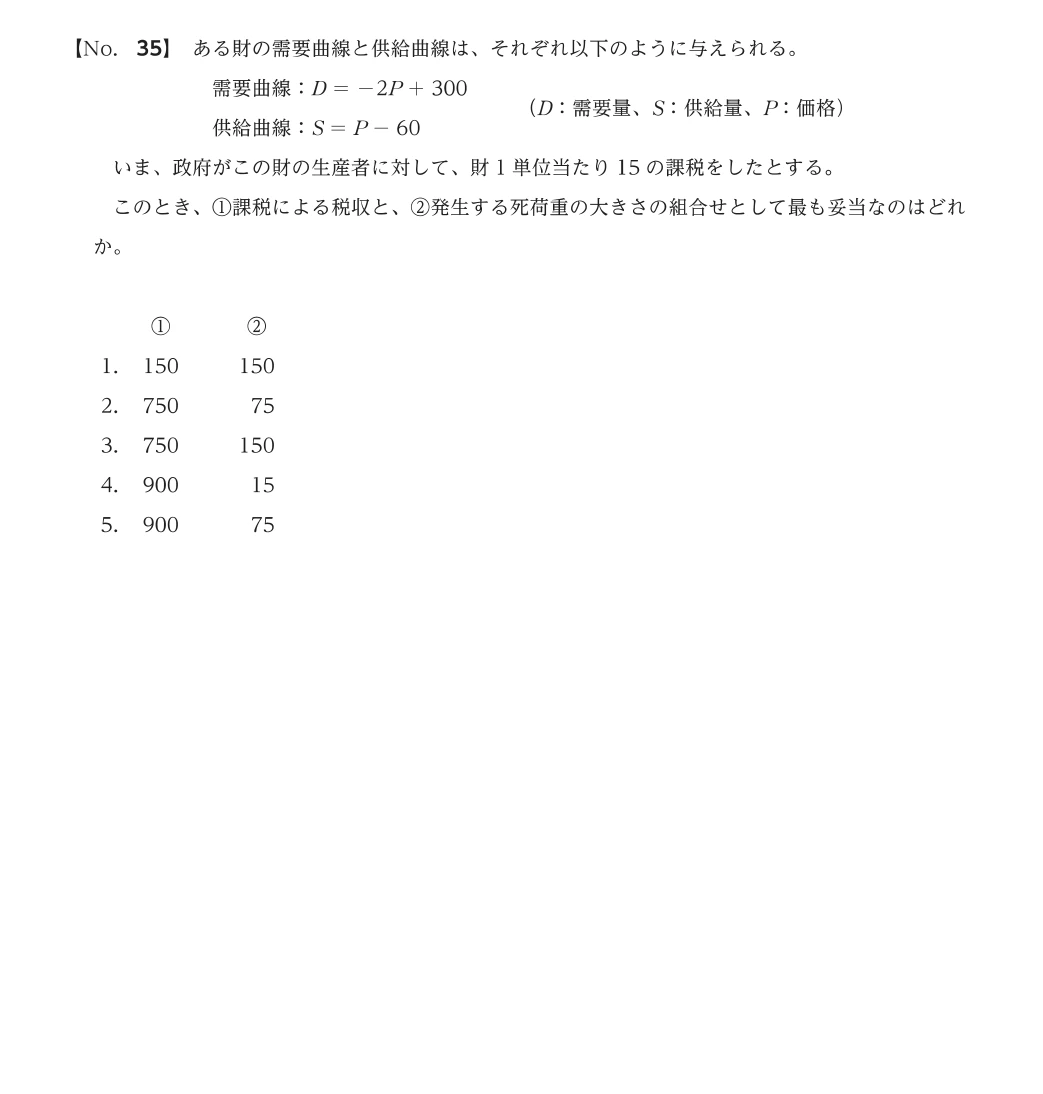 【No. 35】 ある財の需要曲線と供給曲線は、それぞれ以下のように与えられる。
需要曲線：D = −2P + 300
（D：需要量、S：供給量、P：価格）
供給曲線：S = P − 60
いま、政府がこの財の生産者に対して、財 1 単位当たり 15 の課税をしたとする。
このとき、①課税による税収と、②発生する死荷重の大きさの組合せとして最も妥当なのはどれ
か。
① ②
1. 150 150
2. 750 75
3. 750 150
4. 900 15
5. 900 75